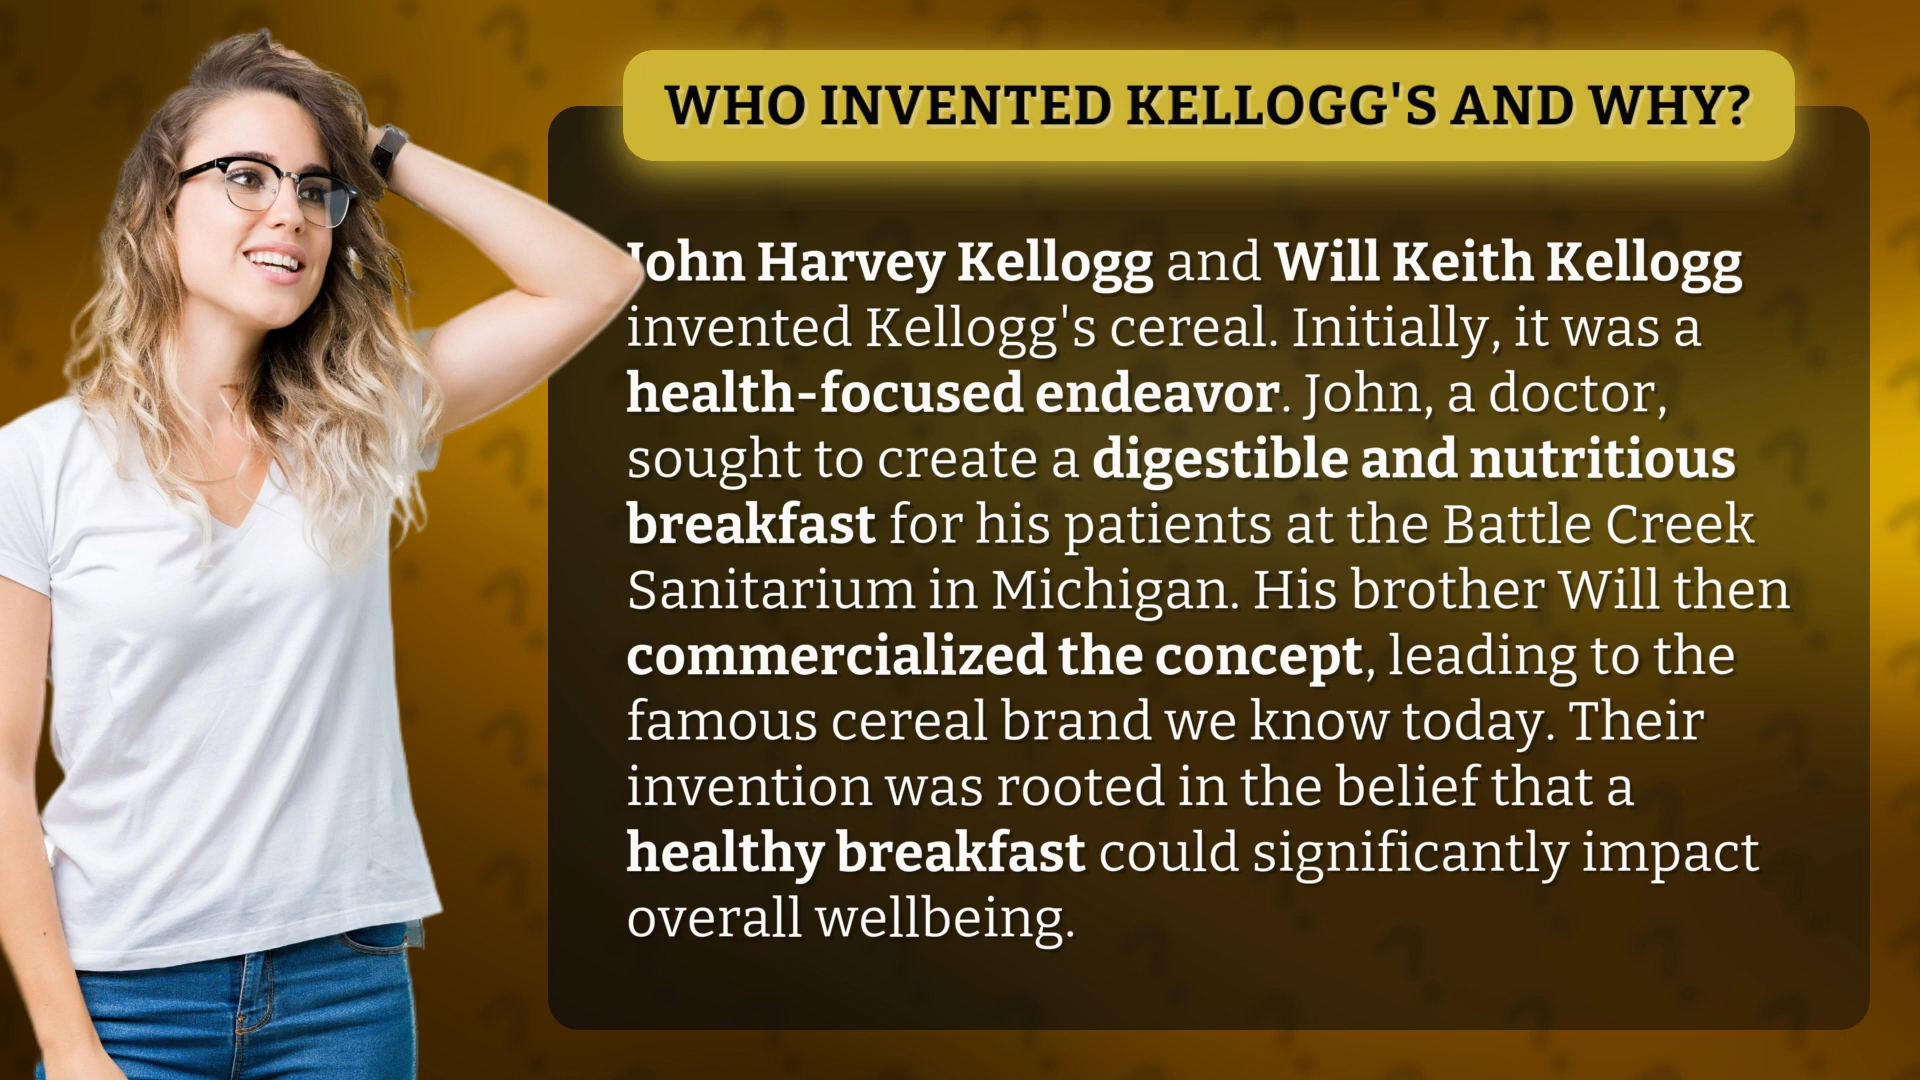 WHO INVENTED KELLOGG'S AND WHY?
John Harvey Kellogg and Will Keith Kellogg
invented Kellogg's cereal. Initially, it was a
health-focused endeavor. John, a doctor,
sought to create a digestible and nutritious
breakfast for his patients at the Battle Creek
Sanitarium in Michigan. His brother Will then
commercialized the concept, leading to the
famous cereal brand we know today. Their
invention was rooted in the belief that a
healthy breakfast could significantly impact
overall wellbeing.